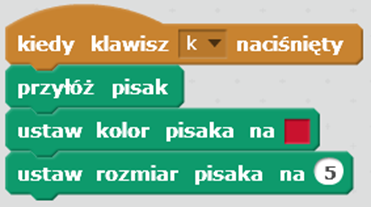 kiedy klawisz k naciśnięty
przyłóż pisak
ustaw kolor pisaka na
ustaw rozmiar pisaka na 5